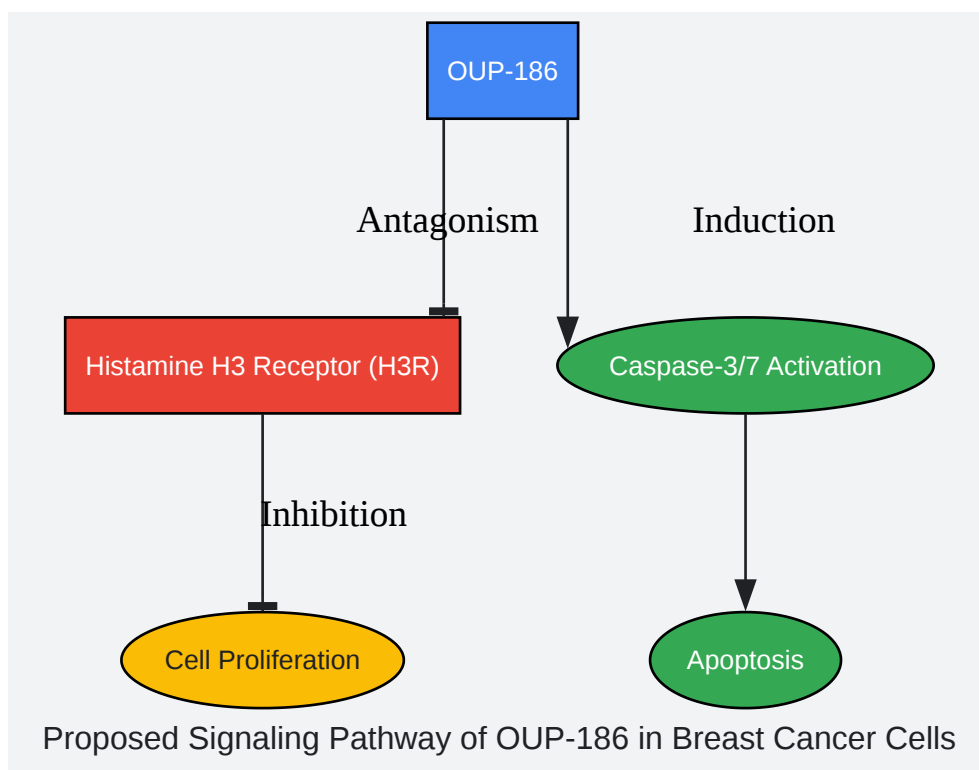 OUP-186
Antagonism
Induction
Histamine H3 Receptor (H3R)
Caspase-3/7 Activation
Inhibition
Cell Proliferation
Apoptosis
Proposed Signaling Pathway of OUP-186 in Breast Cancer Cells